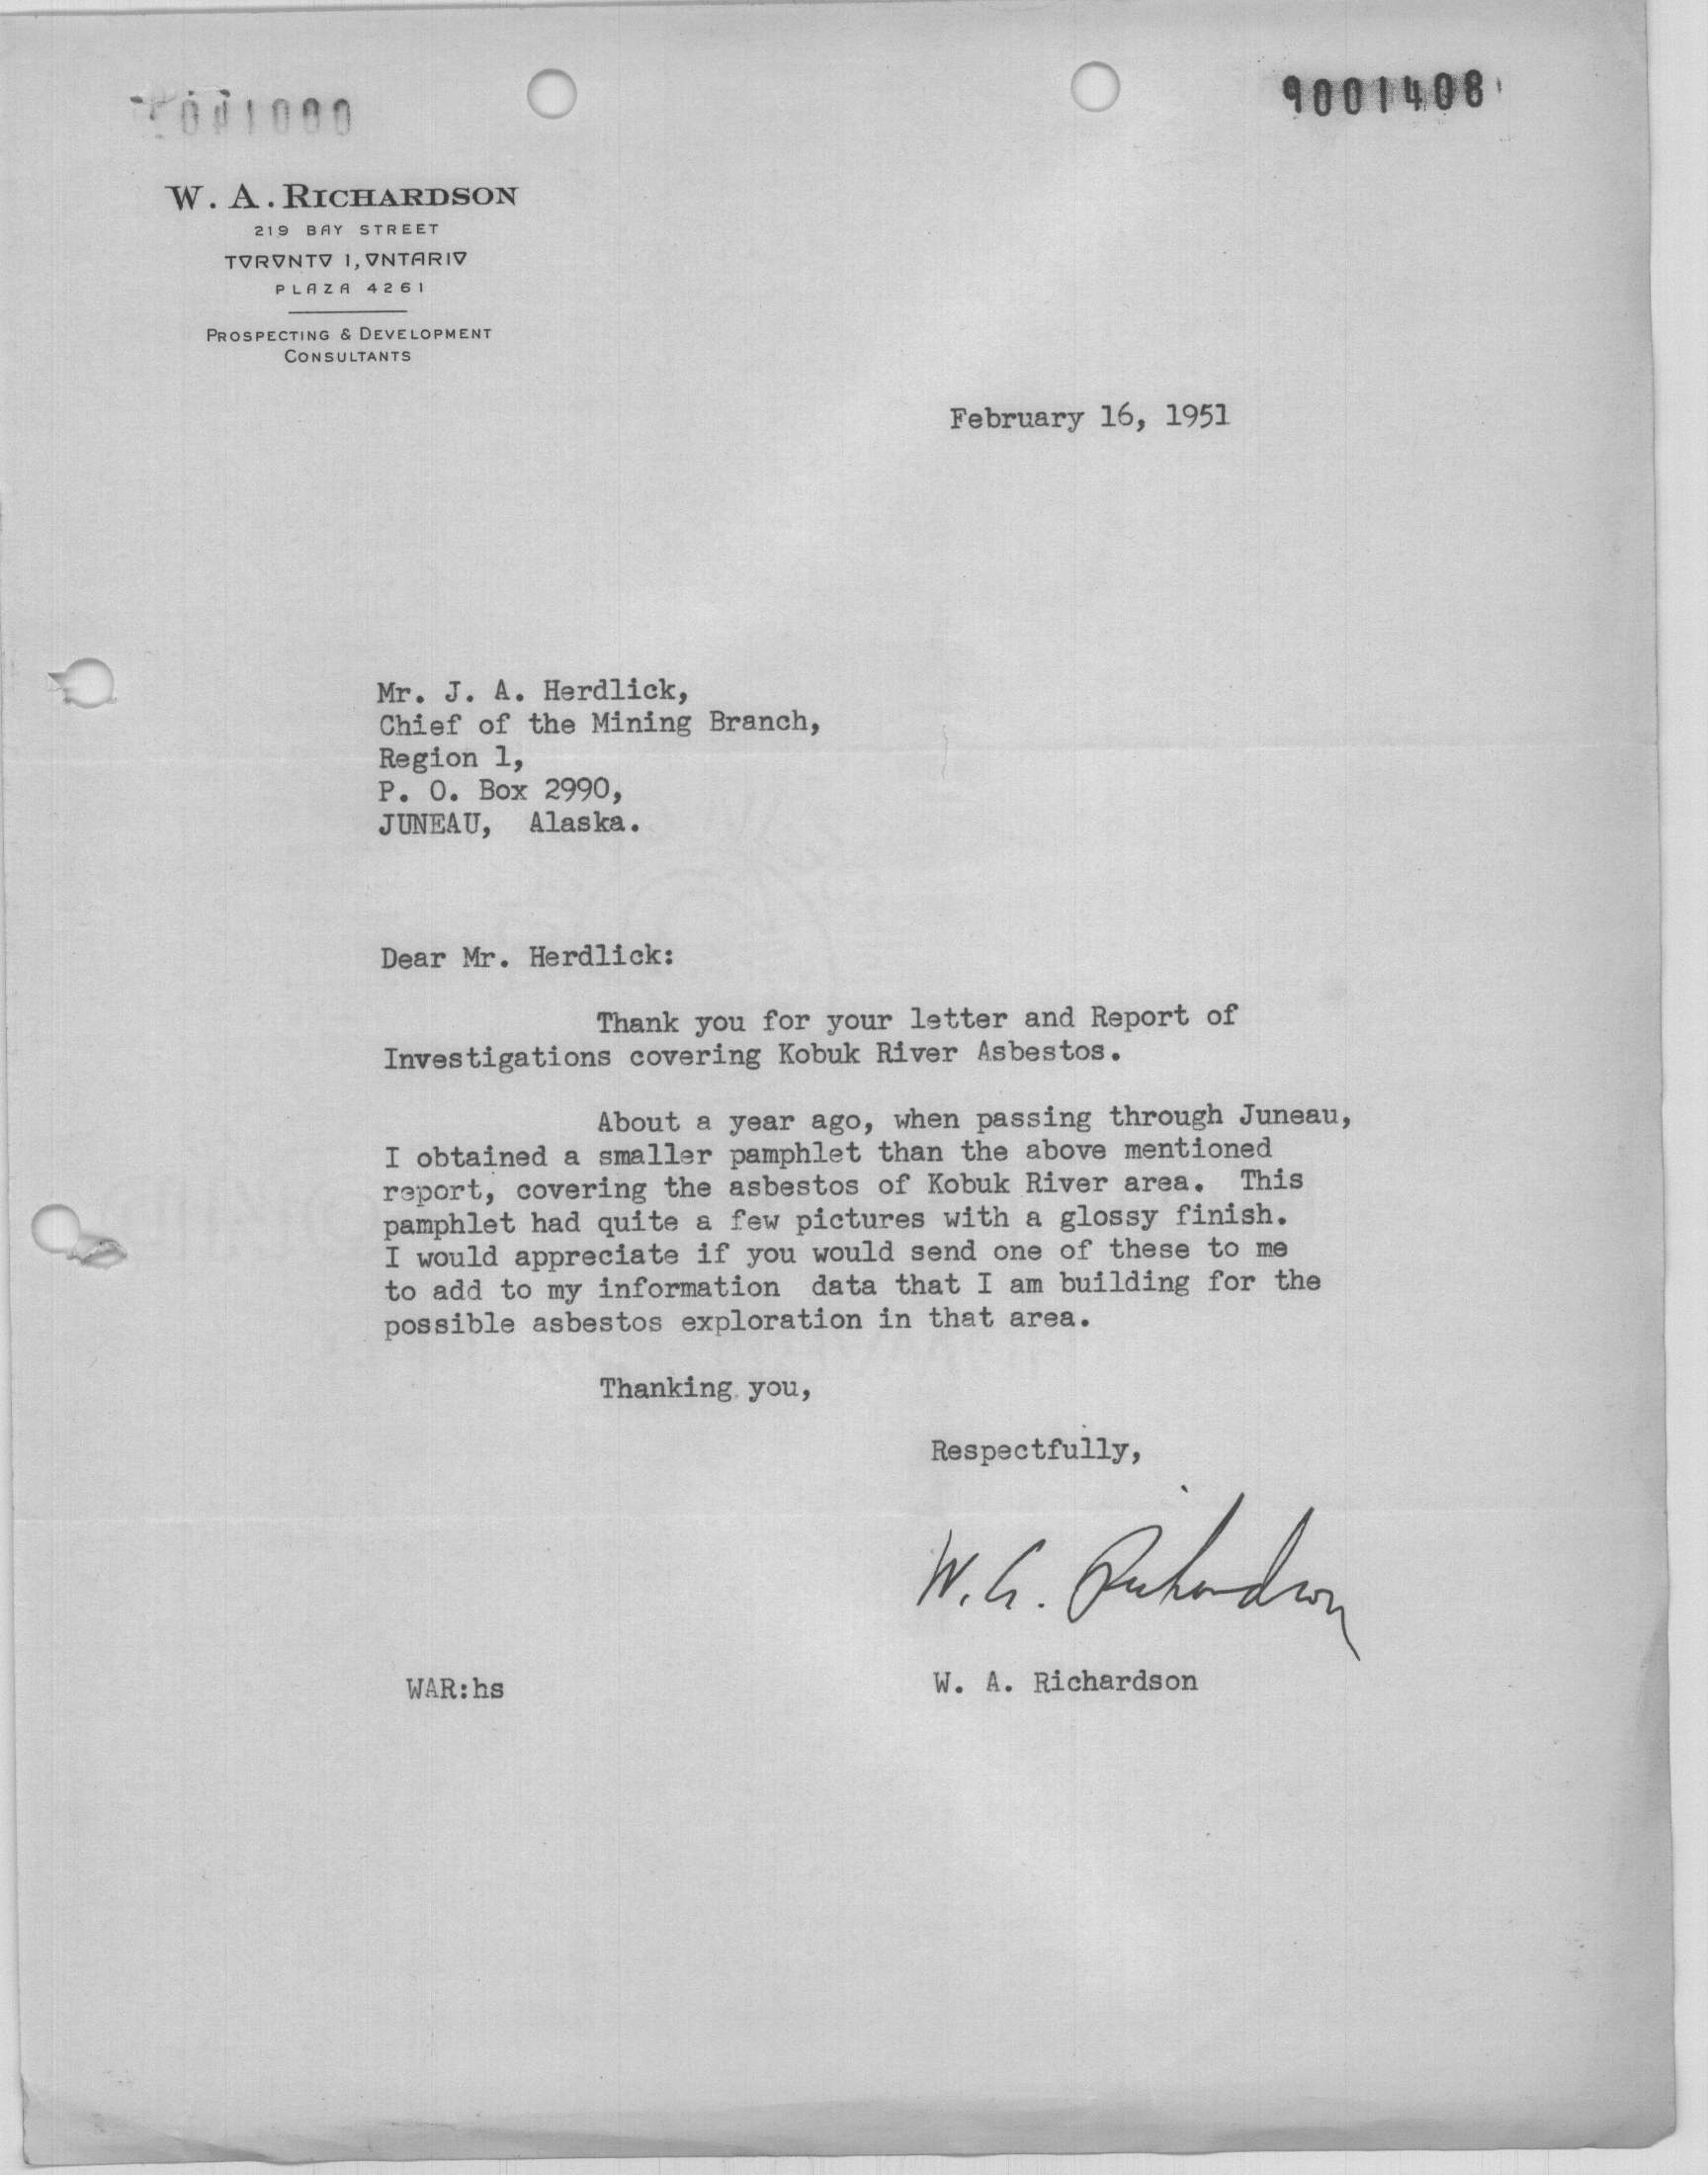 9001408
W. A. RICHARDSON
219 BAY STREET
TORONTO 1, ONTARIO
PLAZA 4261
PROSPECTING & DEVELOPMENT
CONSULTANTS
February 16, 1951
Mr. J. A. Herdlick,
Chief of the Mining Branch,
Region 1,
P. O. Box 2990,
JUNEAU, Alaska.
Dear Mr. Herdlick:
Thank you for your letter and Report of
Investigations covering Kobuk River Asbestos.
About a year ago, when passing through Juneau,
I obtained a smaller pamphlet than the above mentioned
report, covering the asbestos of Kobuk River area. This
pamphlet had quite a few pictures with a glossy finish.
I would appreciate if you would send one of these to me
to add to my information data that I am building for the
possible asbestos exploration in that area.
Thanking you,
Respectfully,
W. A. Richardson
W. A. Richardson
WAR:hs